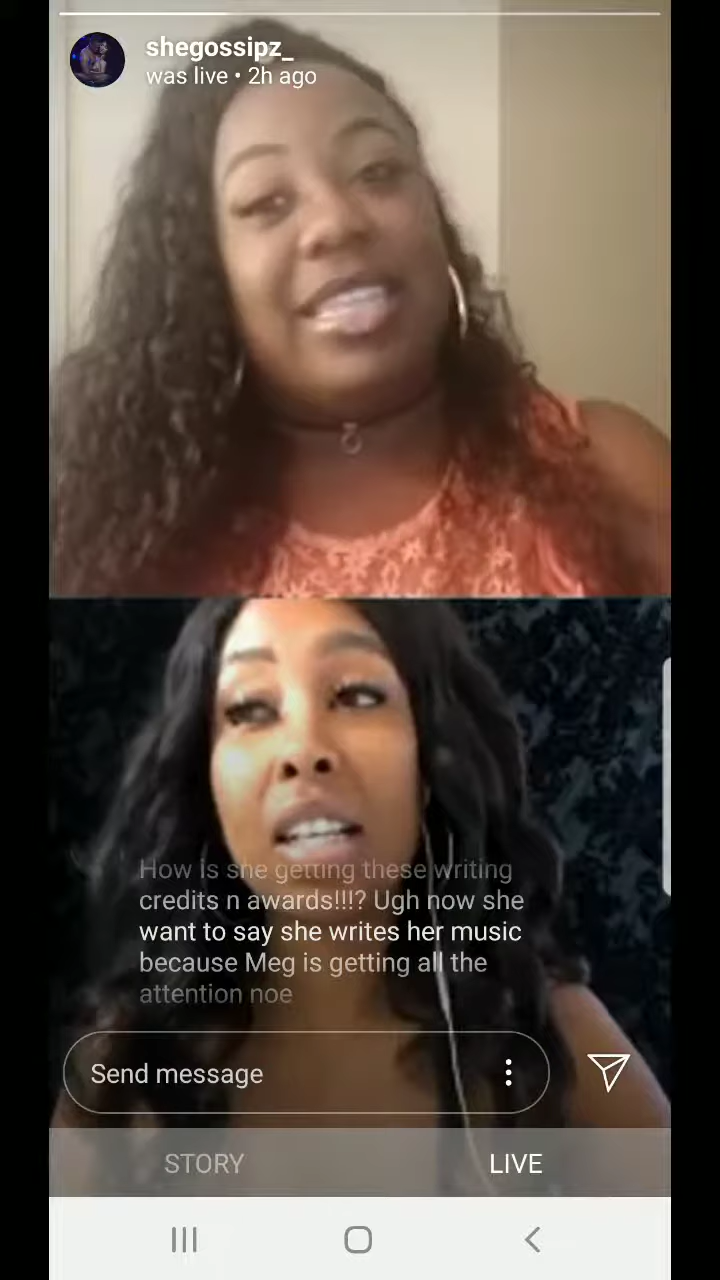 shegossipz_
was live • 2h ago
How is she getting these writing
credits n awards!!!? Ugh now she
want to say she writes her music
because Meg is getting all the
attention noe
Send message
STORY
LIVE